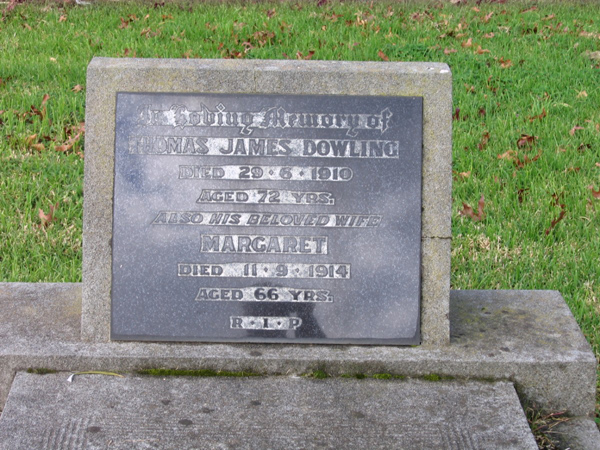 In Loving Memory of
THOMAS JAMES DOWLING
DIED 29·6·1910
AGED 72 YRS.
ALSO HIS BELOVED WIFE
MARGARET
DIED 11·9·1914
AGED 66 YRS.
R·I·P